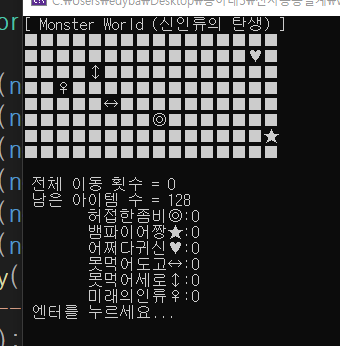 C:\Users\edyba\Desktop\
[ Monster World (신인류의 탄생) ]
■■■■■■■■■■■■■■■■
■■■■■■■■■■■■■■♥■
■■■■↕■■■■■■■■■■■
■■♀■■■■■■■■■■■■■
■■■■■↔■■■■■■■■■■
■■■■■■■■◎■■■■■■■
■■■■■■■■■■■■■■■★
■■■■■■■■■■■■■■■■
전체 이동 횟수 = 0
남은 아이템 수 = 128
허접한좀비◎:0
뱀파이어짱★:0
어쩌다귀신♥:0
못먹어도고↔:0
못먹어세로↕:0
미래의인류♀:0
엔터를 누르세요...
or
(n
(n
(n
(n
(n
y(
);